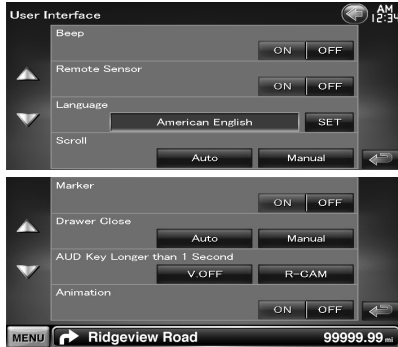 User Interface
AM
12:34
Beep
ON OFF
Remote Sensor
ON OFF
Language
American English SET
Scroll
Auto Manual
Marker
ON OFF
Drawer Close
Auto Manual
AUD Key Longer than 1 Second
V.OFF R-CAM
Animation
ON OFF
MENU Ridgeview Road 99999.99 mi